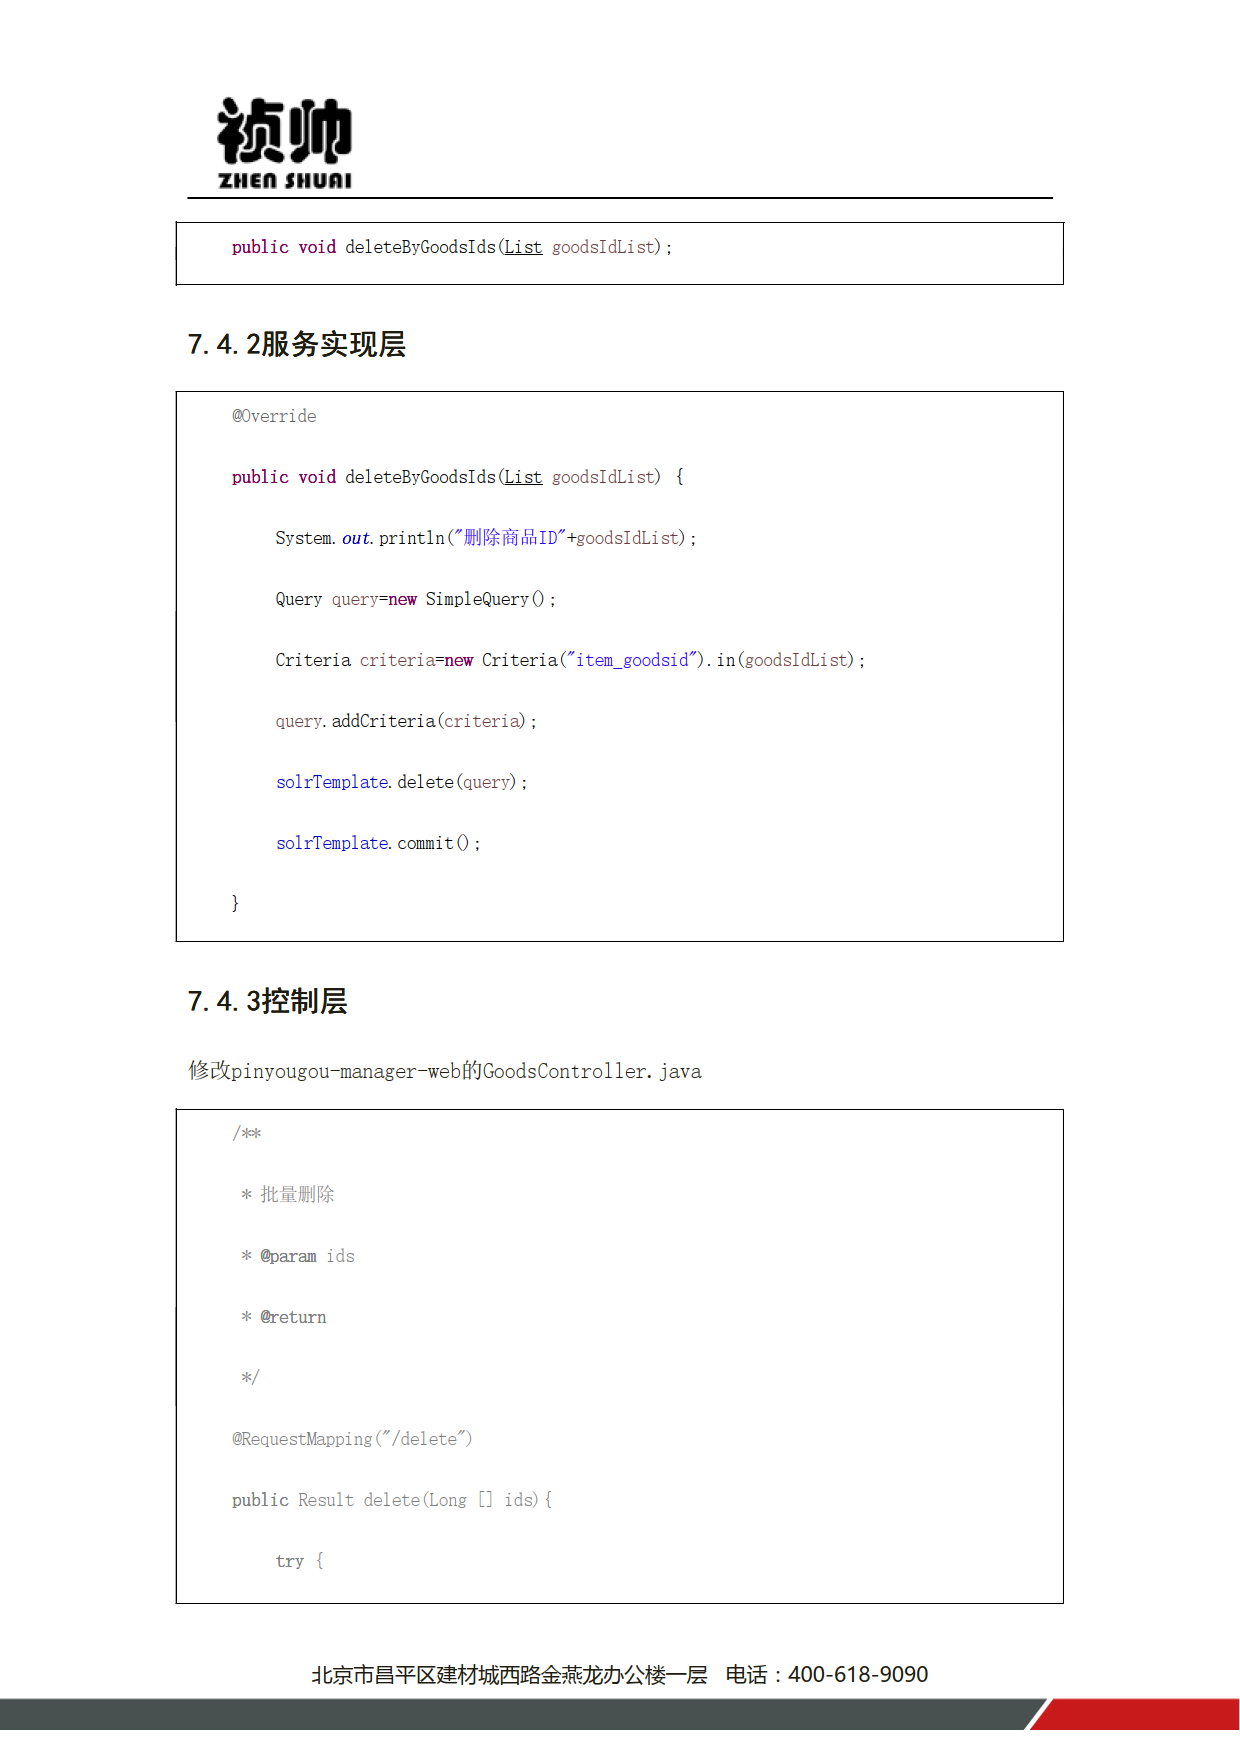 祯帅
ZHEN SHUAI
public void deleteByGoodsIds(List goodsIdList);
7.4.2服务实现层
@Override
public void deleteByGoodsIds(List goodsIdList) {
System.out.println("删除商品ID"+goodsIdList);
Query query=new SimpleQuery();
Criteria criteria=new Criteria("item_goodsid").in(goodsIdList);
query.addCriteria(criteria);
solrTemplate.delete(query);
solrTemplate.commit();
}
7.4.3控制层
修改pinyougou-manager-web的GoodsController.java
/**
* 批量删除
* @param ids
* @return
*/
@RequestMapping("/delete")
public Result delete(Long [] ids){
try {
北京市昌平区建材城西路金燕龙办公楼一层 电话：400-618-9090